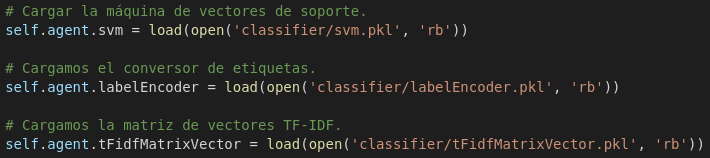 # Cargar la máquina de vectores de soporte.
self.agent.svm = load(open('classifier/svm.pkl', 'rb'))
# Cargamos el conversor de etiquetas.
self.agent.labelEncoder = load(open('classifier/labelEncoder.pkl', 'rb'))
# Cargamos la matriz de vectores TF-IDF.
self.agent.tFidfMatrixVector = load(open('classifier/tFidfMatrixVector.pkl', 'rb'))